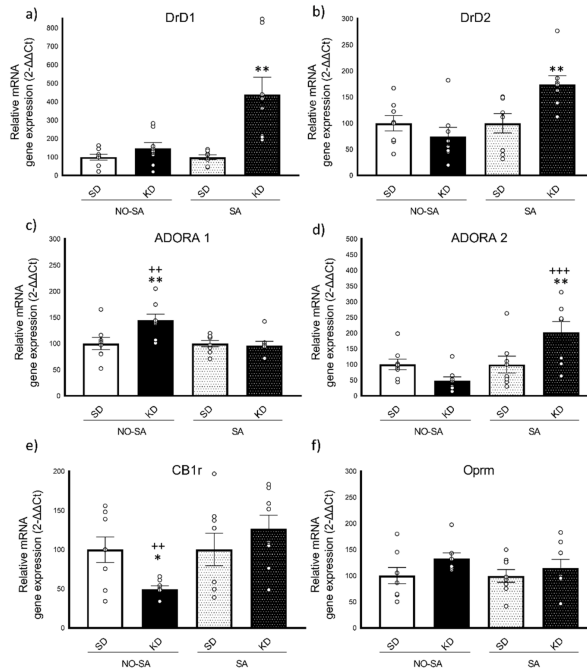 a)
DrD1
Relative mRNA
gene expression (2-ΔΔCt)
900
800
700
600
500
400
300
200
100
0
**
SD
KD
SD
KD
NO-SA
SA
b)
DrD2
Relative mRNA
gene expression (2-ΔΔCt)
300
250
200
150
100
50
0
**
SD
KD
SD
KD
NO-SA
SA
c)
ADORA 1
Relative mRNA
gene expression (2-ΔΔCt)
300
250
200
150
100
50
0
++
**
SD
KD
SD
KD
NO-SA
SA
d)
ADORA 2
Relative mRNA
gene expression (2-ΔΔCt)
500
450
400
350
300
250
200
150
100
50
0
+++
**
SD
KD
SD
KD
NO-SA
SA
e)
CB1r
Relative mRNA
gene expression (2-ΔΔCt)
200
150
100
50
0
++
*
SD
KD
SD
KD
NO-SA
SA
f)
Oprm
Relative mRNA
gene expression (2-ΔΔCt)
300
250
200
150
100
50
0
SD
KD
SD
KD
NO-SA
SA